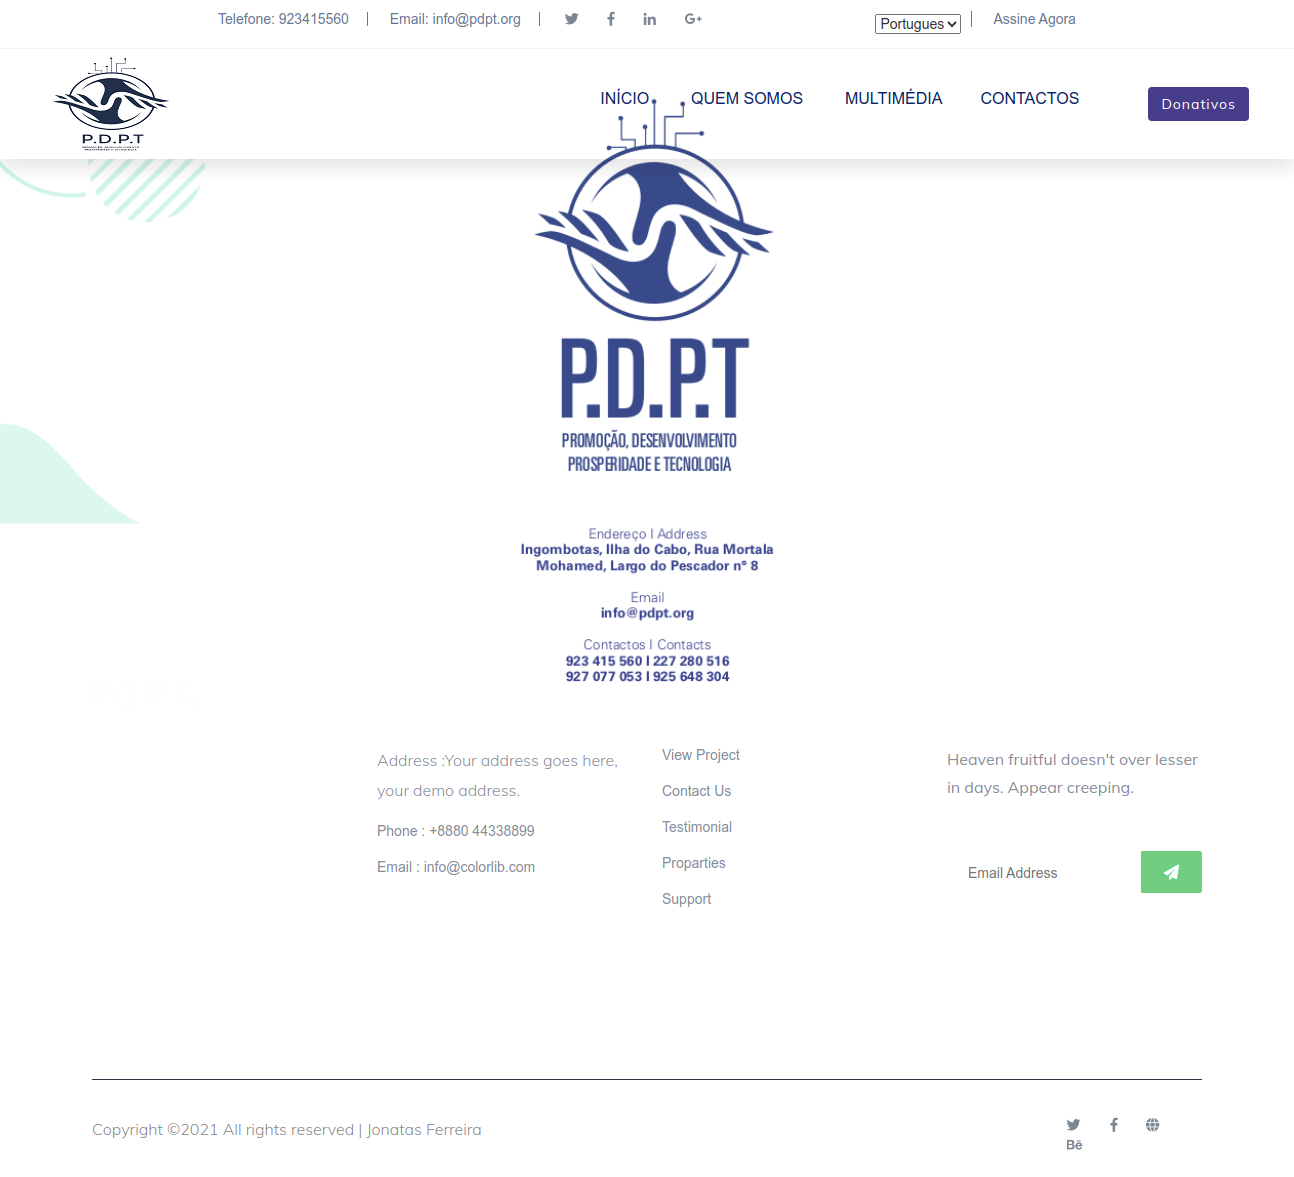 Telefone: 923415560
Email: info@pdpt.org
Portugues
Assine Agora
P.D.P.T
INÍCIO
QUEM SOMOS
MULTIMÉDIA
CONTACTOS
Donativos
P.D.P.T
PROMOÇÃO, DESENVOLVIMENTO
PROSPERIDADE E TECNOLOGIA
Endereço | Address
Ingombotas, Ilha do Cabo, Rua Mortala
Mohamed, Largo do Pescador nº 8
Email
info@pdpt.org
Contactos | Contacts
923 415 560 | 227 280 516
927 077 053 | 925 648 304
Address :Your address goes here,
your demo address.
Phone : +8880 44338899
Email : info@colorlib.com
View Project
Contact Us
Testimonial
Proparties
Support
Heaven fruitful doesn't over lesser
in days. Appear creeping.
Email Address
Copyright ©2021 All rights reserved | Jonatas Ferreira